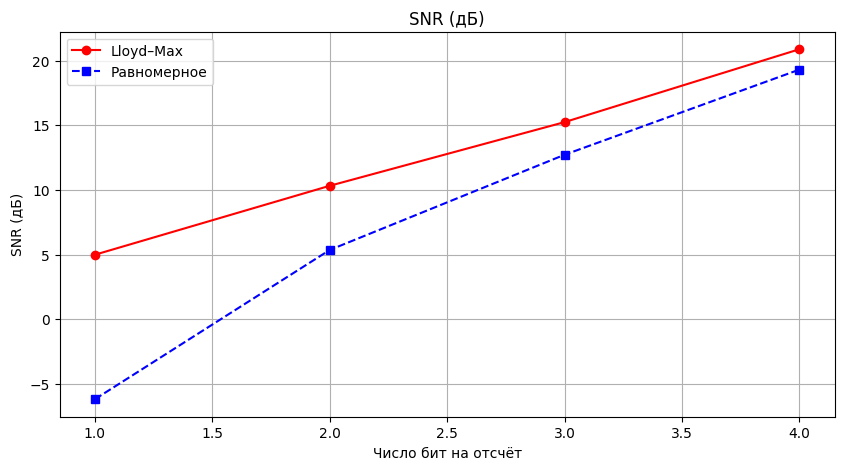 SNR (дБ)
Lloyd–Max
Равномерное
SNR (дБ)
20
15
10
5
0
−5
1.0 1.5 2.0 2.5 3.0 3.5 4.0
Число бит на отсчёт